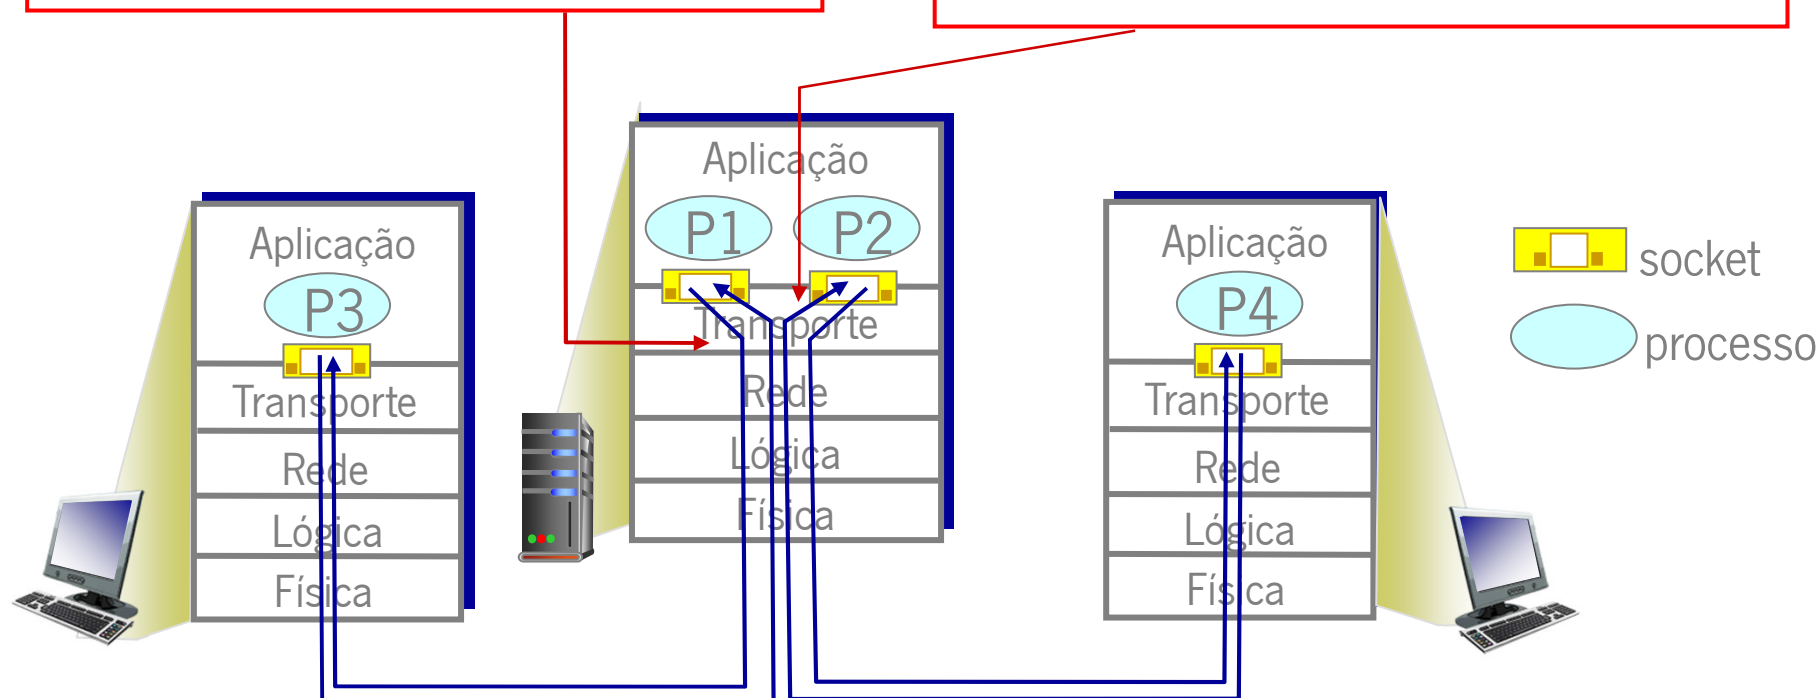 Aplicação
P3
Transporte
Rede
Lógica
Física
Aplicação
P1 P2
Transporte
Rede
Lógica
Física
Aplicação
P4
Transporte
Rede
Lógica
Física
socket
processo